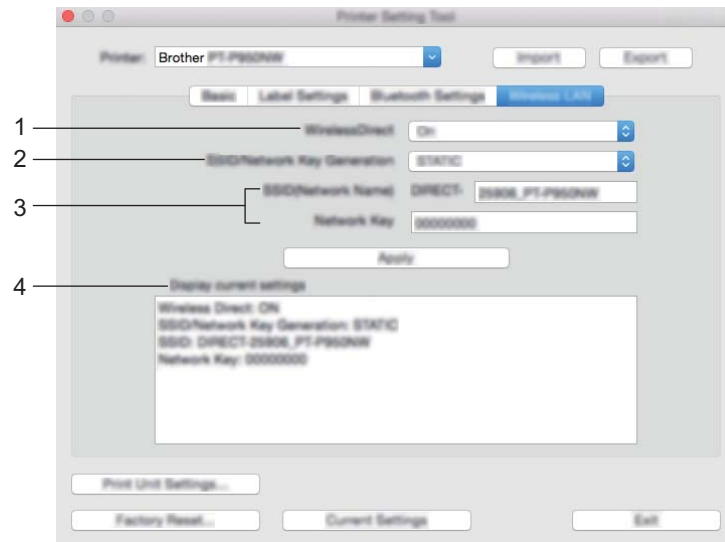 Printer Setting Tool
Printer: Brother PT-P950NW
Import
Export
Basic
Label Settings
Bluetooth Settings
Wireless LAN
1
WirelessDirect
On
2
SSID/Network Key Generation
STATIC
3
SSID(Network Name)
DIRECT-
25906_PT-P950NW
Network Key
00000000
Apply
4
Display current settings
Wireless Direct: ON
SSID/Network Key Generation: STATIC
SSID: DIRECT-25906_PT-P950NW
Network Key: 00000000
Print Unit Settings...
Factory Reset...
Current Settings
Exit